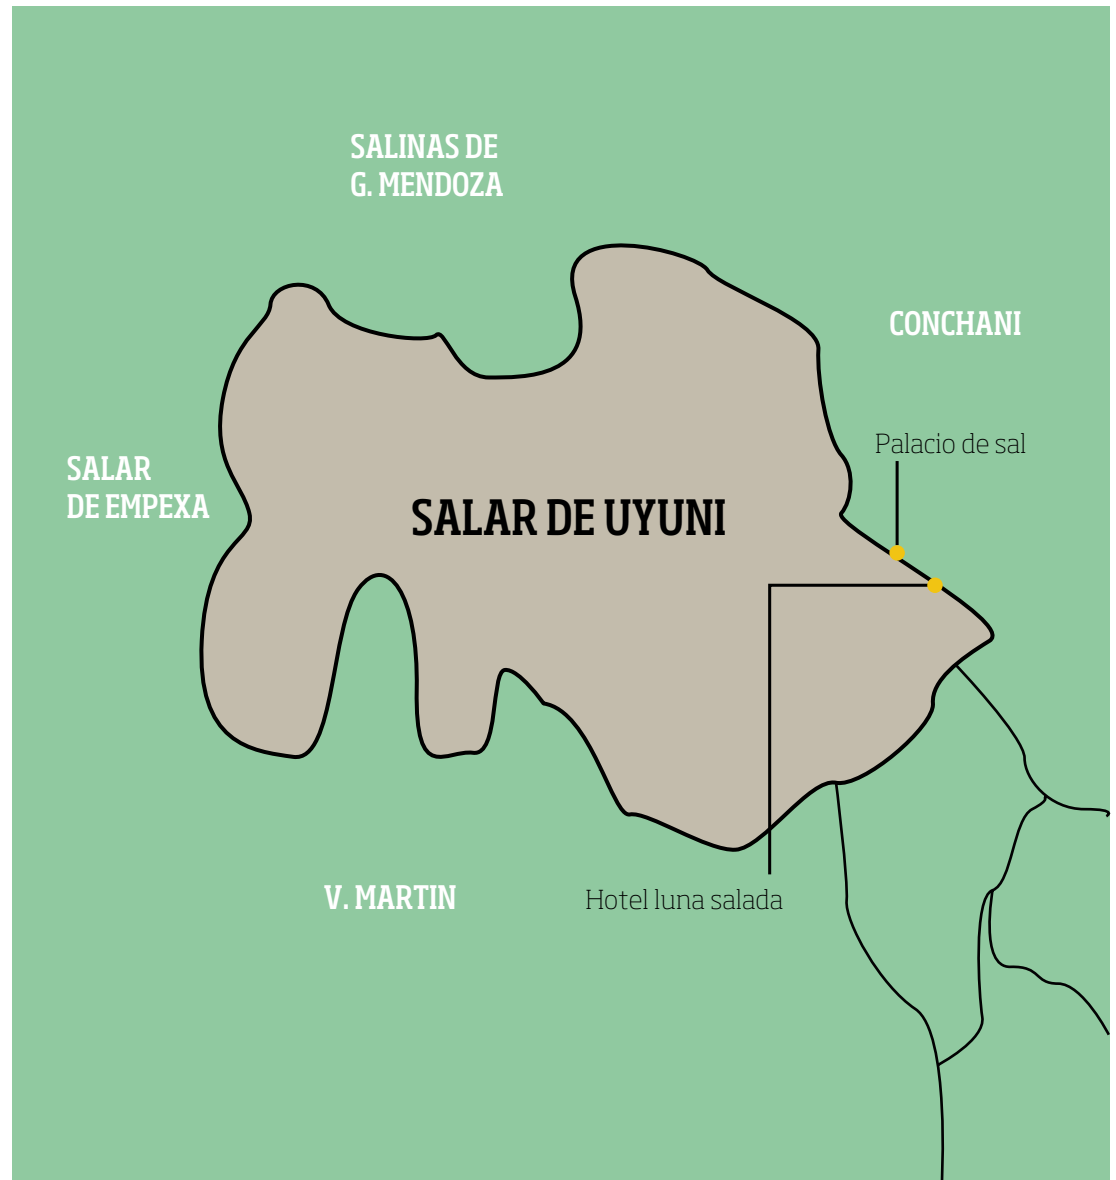 SALINAS DE
G. MENDOZA
CONCHANI
Palacio de sal
SALAR
DE EMPEXA
SALAR DE UYUNI
V. MARTIN
Hotel luna salada